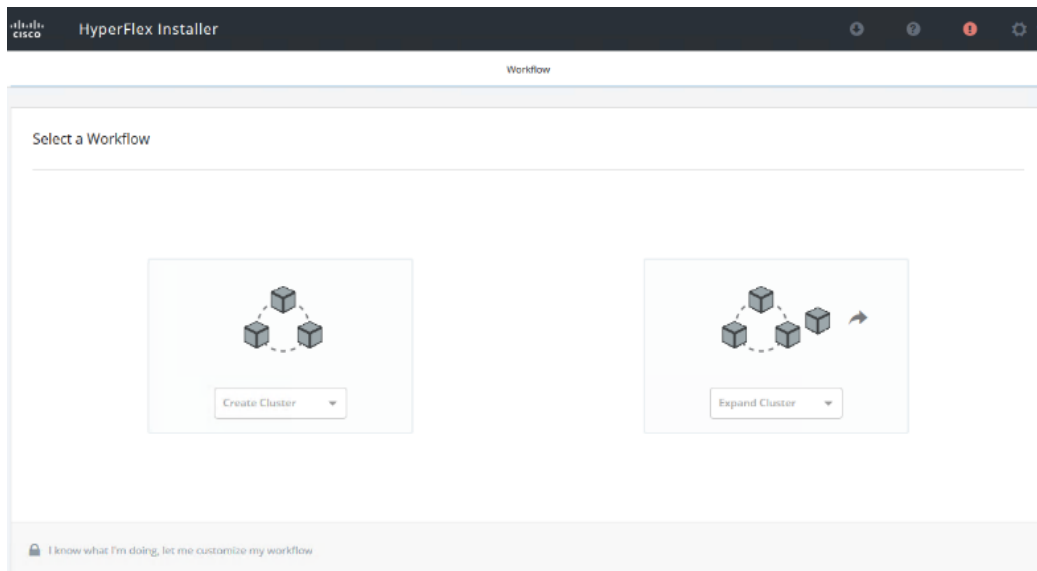 cisco
HyperFlex Installer
Workflow
Select a Workflow
Create Cluster
Expand Cluster
I know what I'm doing, let me customize my workflow